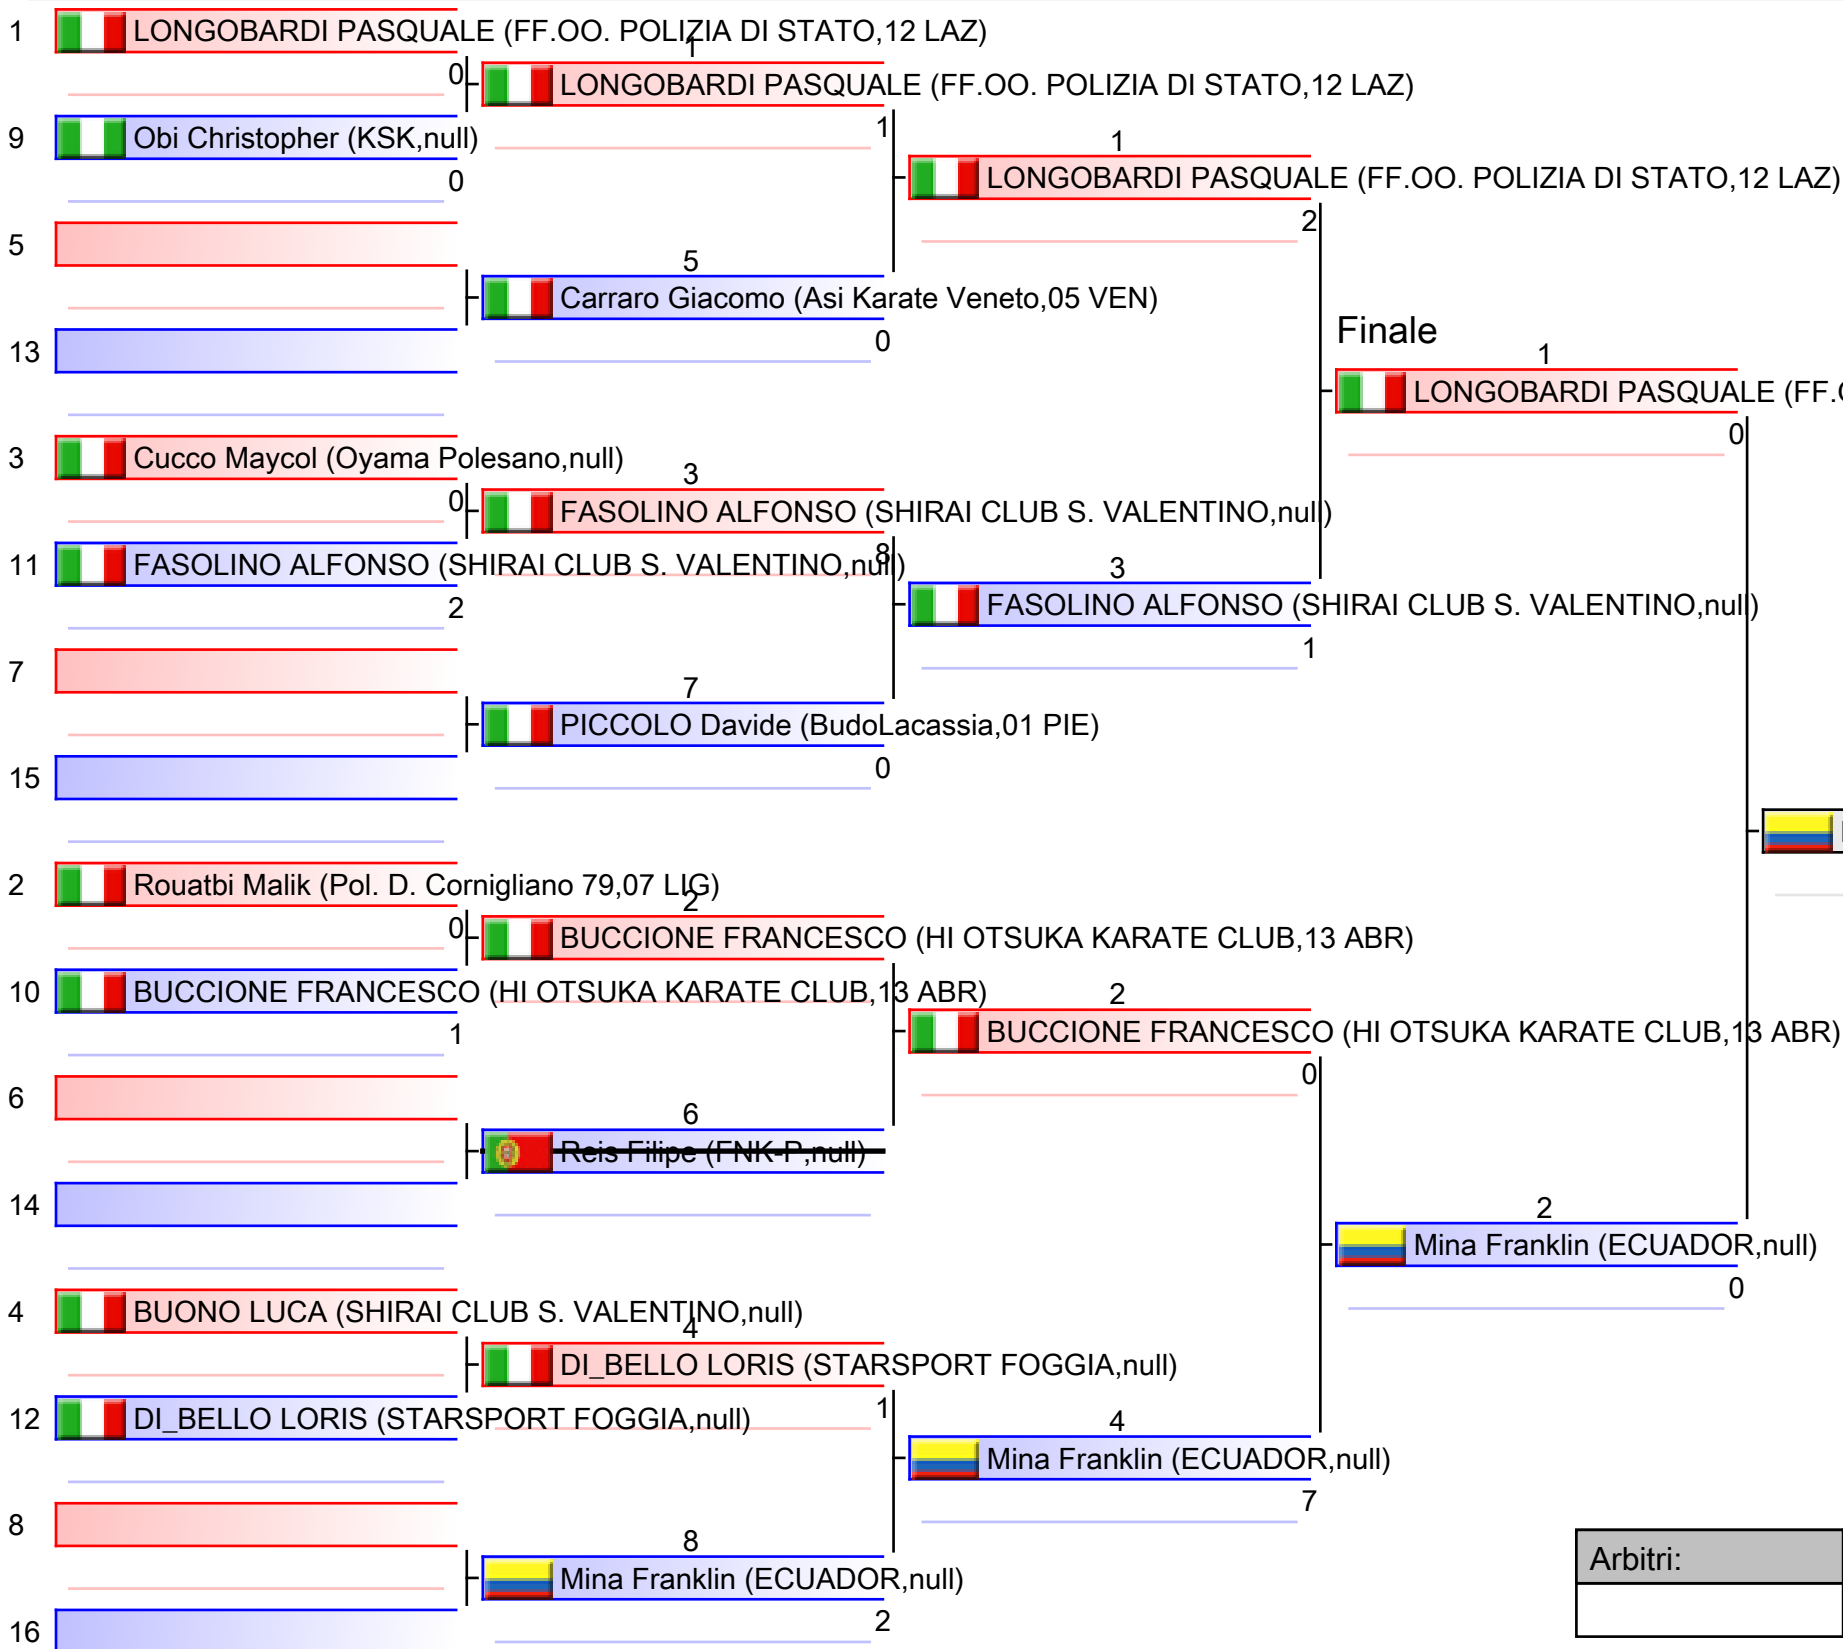 1 LONGOBARDI PASQUALE (FF.OO. POLIZIA DI STATO,12 LAZ)
0
9 Obi Christopher (KSK,null)
0
5
13
3 Cucco Maycol (Oyama Polesano,null)
0
11 FASOLINO ALFONSO (SHIRAI CLUB S. VALENTINO,null)
2
7
15
2 Rouatbi Malik (Pol. D. Cornigliano 79,07 LIG)
0
10 BUCCIONE FRANCESCO (HI OTSUKA KARATE CLUB,13 ABR)
1
6
14
4 BUONO LUCA (SHIRAI CLUB S. VALENTINO,null)
12 DI_BELLO LORIS (STARSPORT FOGGIA,null)
8
16
1
LONGOBARDI PASQUALE (FF.OO. POLIZIA DI STATO,12 LAZ)
1
5
Carraro Giacomo (Asi Karate Veneto,05 VEN)
0
3
FASOLINO ALFONSO (SHIRAI CLUB S. VALENTINO,null)
8
7
PICCOLO Davide (BudoLacassia,01 PIE)
0
2
BUCCIONE FRANCESCO (HI OTSUKA KARATE CLUB,13 ABR)
6
Reis Filipe (FNK-P,null)
4
DI_BELLO LORIS (STARSPORT FOGGIA,null)
1
8
Mina Franklin (ECUADOR,null)
2
1
LONGOBARDI PASQUALE (FF.OO. POLIZIA DI STATO,12 LAZ)
2
3
FASOLINO ALFONSO (SHIRAI CLUB S. VALENTINO,null)
1
2
BUCCIONE FRANCESCO (HI OTSUKA KARATE CLUB,13 ABR)
0
4
Mina Franklin (ECUADOR,null)
7
Finale
1
LONGOBARDI PASQUALE (FF.
0
2
Mina Franklin (ECUADOR,null)
0
Arbitri: